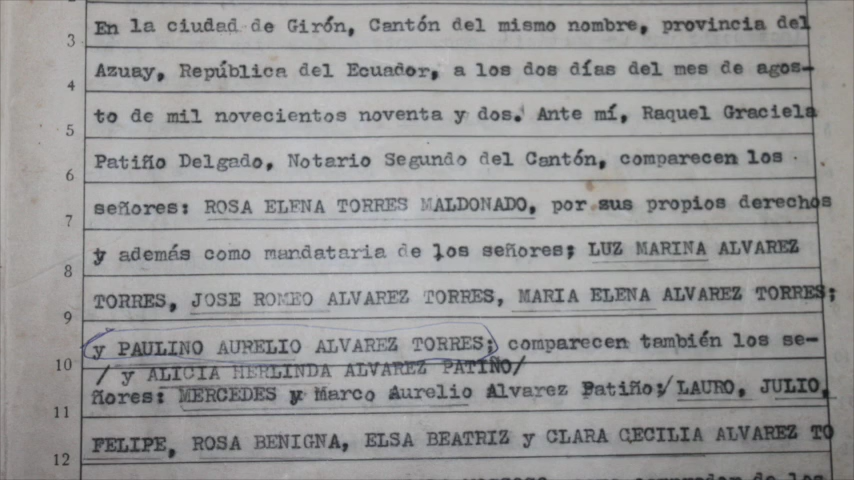 En la ciudad de Girón, Cantón del mismo nombre, provincia del
3
Azuay, República del Ecuador, a los dos días del mes de agos-
4
to de mil novecientos noventa y dos. Ante mí, Raquel Graciela
5
Patiño Delgado, Notario Segundo del Cantón, comparecen los
6
señores: ROSA ELENA TORRES MALDONADO, por sus propios derechos
7
y además como mandataria de los señores; LUZ MARINA ALVAREZ
8
TORRES, JOSE ROMEO ALVAREZ TORRES, MARIA ELENA ALVAREZ TORRES;
9
y PAULINO AURELIO ALVAREZ TORRES; comparecen también los se-
10
/ y ALICIA HERLINDA ALVAREZ PATIÑO/
ñores: MERCEDES y Marco Aurelio Alvarez Patiño;/LAURO, JULIO,
11
FELIPE, ROSA BENIGNA, ELSA BEATRIZ y CLARA CECILIA ALVAREZ TO
12